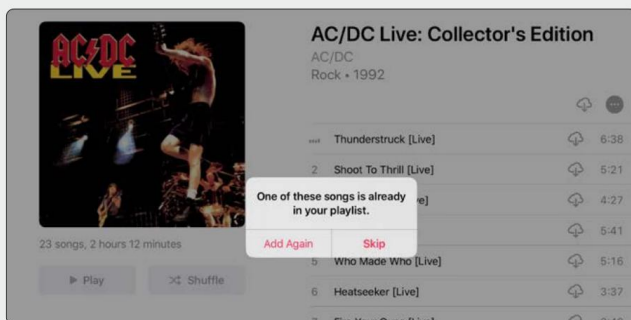 AC/DC
LIVE
AC/DC Live: Collector's Edition
AC/DC
Rock • 1992
Thunderstruck [Live] 6:38
2 Shoot To Thrill [Live] 5:21
ve] 4:27
5:41
One of these songs is already
in your playlist.
Add Again Skip
5 Who Made Who [Live] 5:16
6 Heatseeker [Live] 3:37
23 songs, 2 hours 12 minutes
Play Shuffle